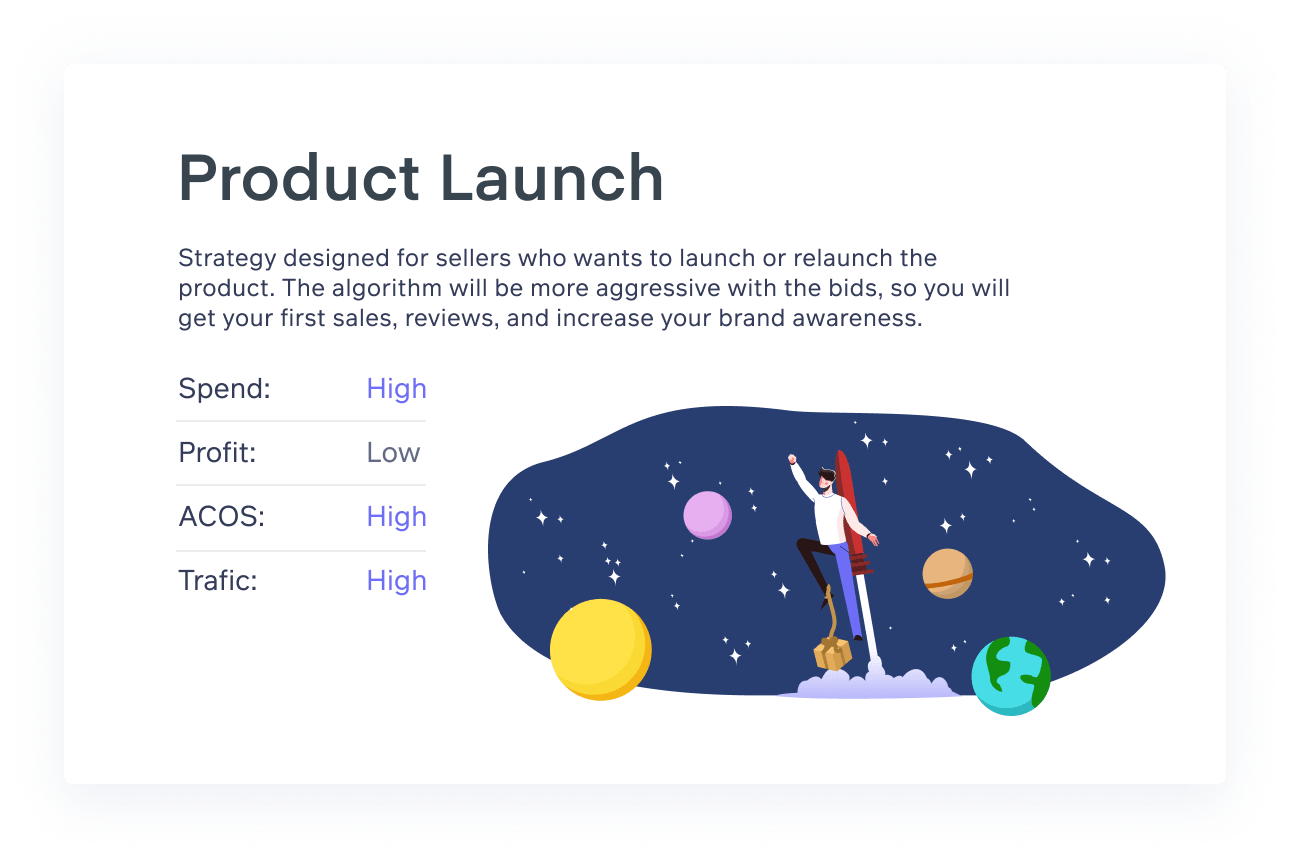 Product Launch
Strategy designed for sellers who wants to launch or relaunch the
product. The algorithm will be more aggressive with the bids, so you will
get your first sales, reviews, and increase your brand awareness.
Spend: High
Profit: Low
ACOS: High
Trafic: High